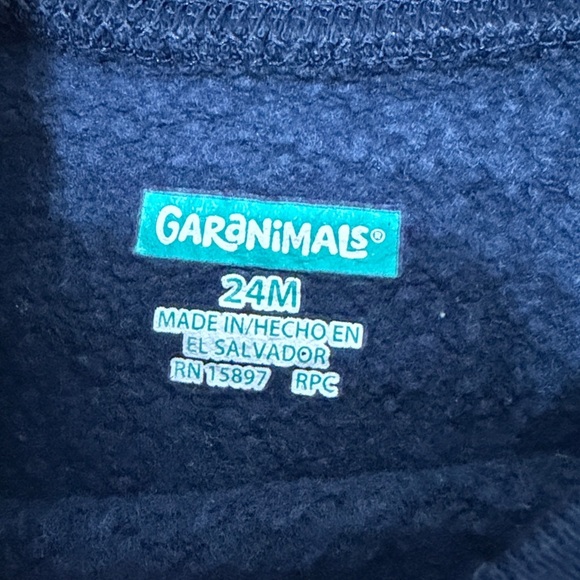 GARANiMALS®
24M
MADE IN/HECHO EN
EL SALVADOR
RN 15897 RPC